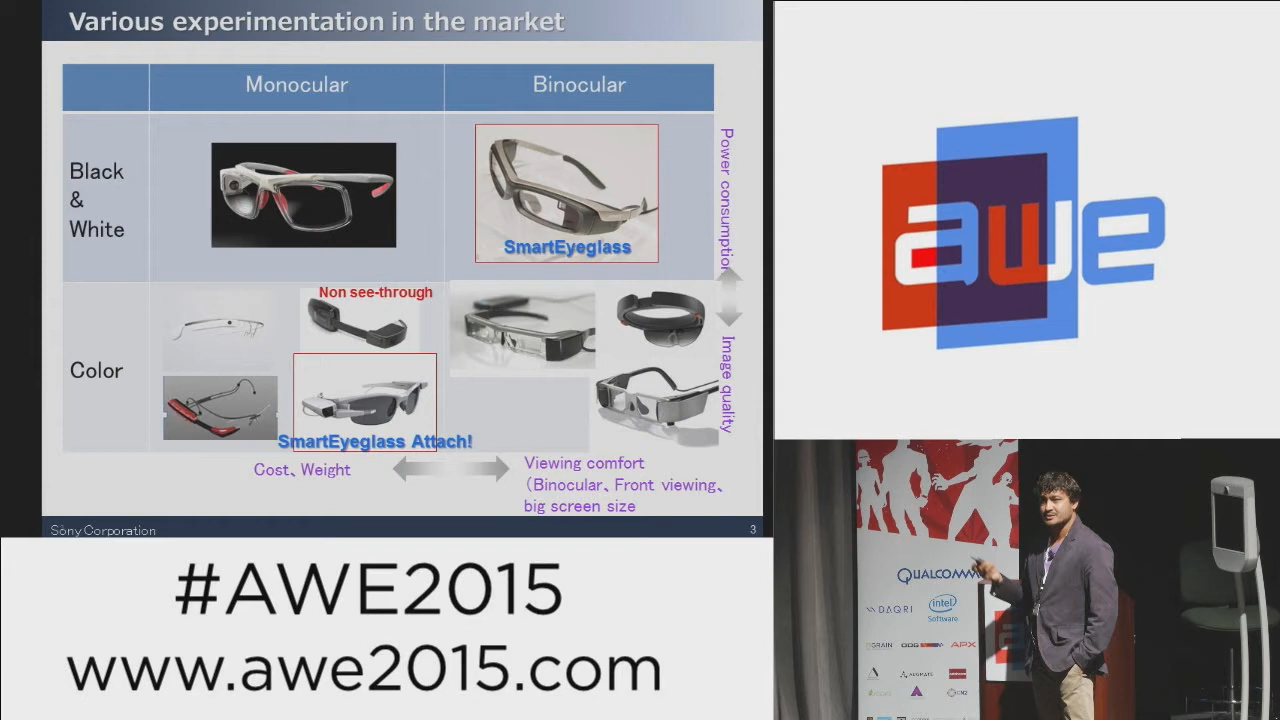 Various experimentation in the market
Monocular
Binocular
Black
&
White
SmartEyeglass
Power consumption
Non see-through
Color
SmartEyeglass Attach!
Image quality
Cost、Weight
Viewing comfort
（Binocular、Front viewing、
big screen size
Sony Corporation
3
#AWE2015
www.awe2015.com
awe
QUALCOMM
DAQRI
intel
Software
ODG
APX
AUGMATE